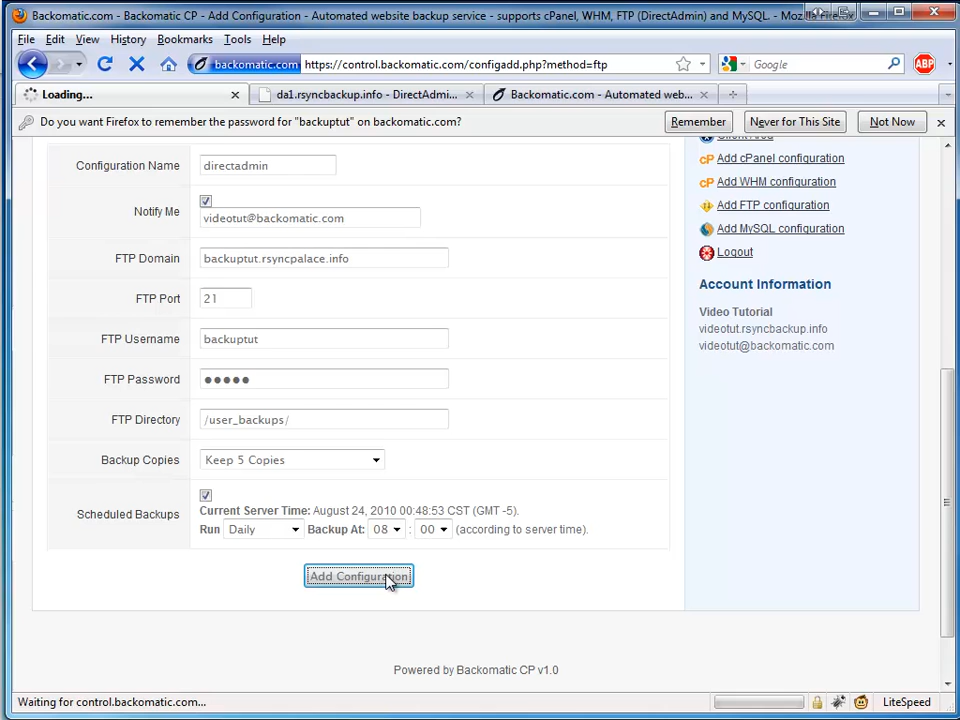 Backomatic.com - Backomatic CP - Add Configuration - Automated website backup service - supports cPanel, WHM, FTP (DirectAdmin) and MySQL. - Mozilla Firefox
File Edit View History Bookmarks Tools Help
backomatic.com https://control.backomatic.com/configadd.php?method=ftp
Google
ABP
Loading...
da1.rsyncbackup.info - DirectAdmi...
Backomatic.com - Automated web...
Do you want Firefox to remember the password for "backuptut" on backomatic.com?
Remember Never for This Site Not Now
Configuration Name directadmin
Notify Me
videotut@backomatic.com
FTP Domain backuptut.rsyncpalace.info
FTP Port 21
FTP Username backuptut
FTP Password ●●●●●
FTP Directory /user_backups/
Backup Copies Keep 5 Copies
Scheduled Backups
Current Server Time: August 24, 2010 00:48:53 CST (GMT -5).
Run Daily Backup At: 08 : 00 (according to server time).
Add Configuration
cP Add cPanel configuration
cP Add WHM configuration
Add FTP configuration
Add MySQL configuration
Logout
Account Information
Video Tutorial
videotut.rsyncbackup.info
videotut@backomatic.com
Powered by Backomatic CP v1.0
Waiting for control.backomatic.com...
LiteSpeed